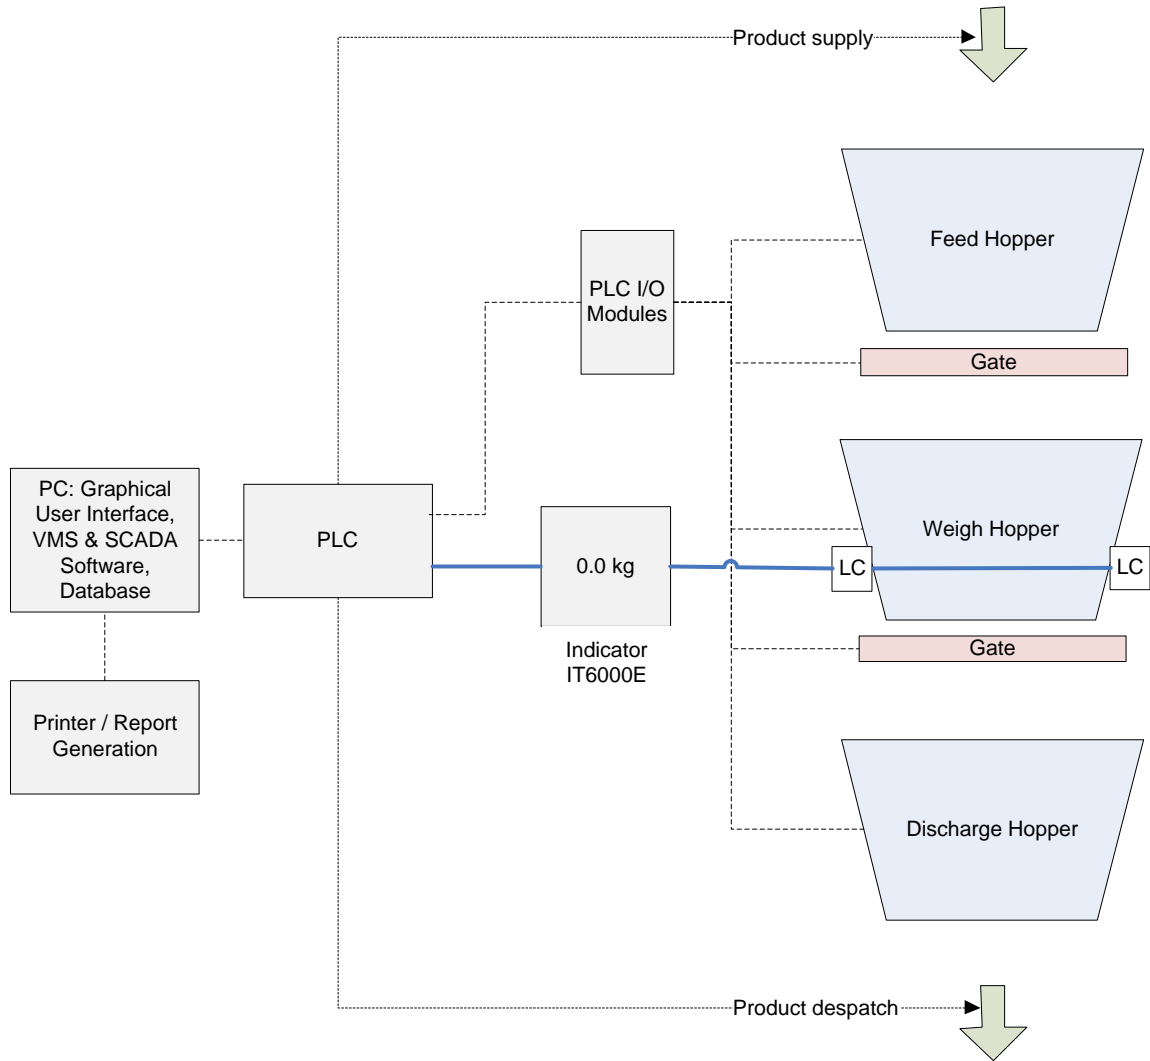 Product supply
Feed Hopper
PLC I/O
Modules
Gate
PC: Graphical
User Interface,
VMS & SCADA
Software,
Database
PLC
0.0 kg
Weigh Hopper
LC
LC
Indicator
IT6000E
Gate
Printer / Report
Generation
Discharge Hopper
Product despatch